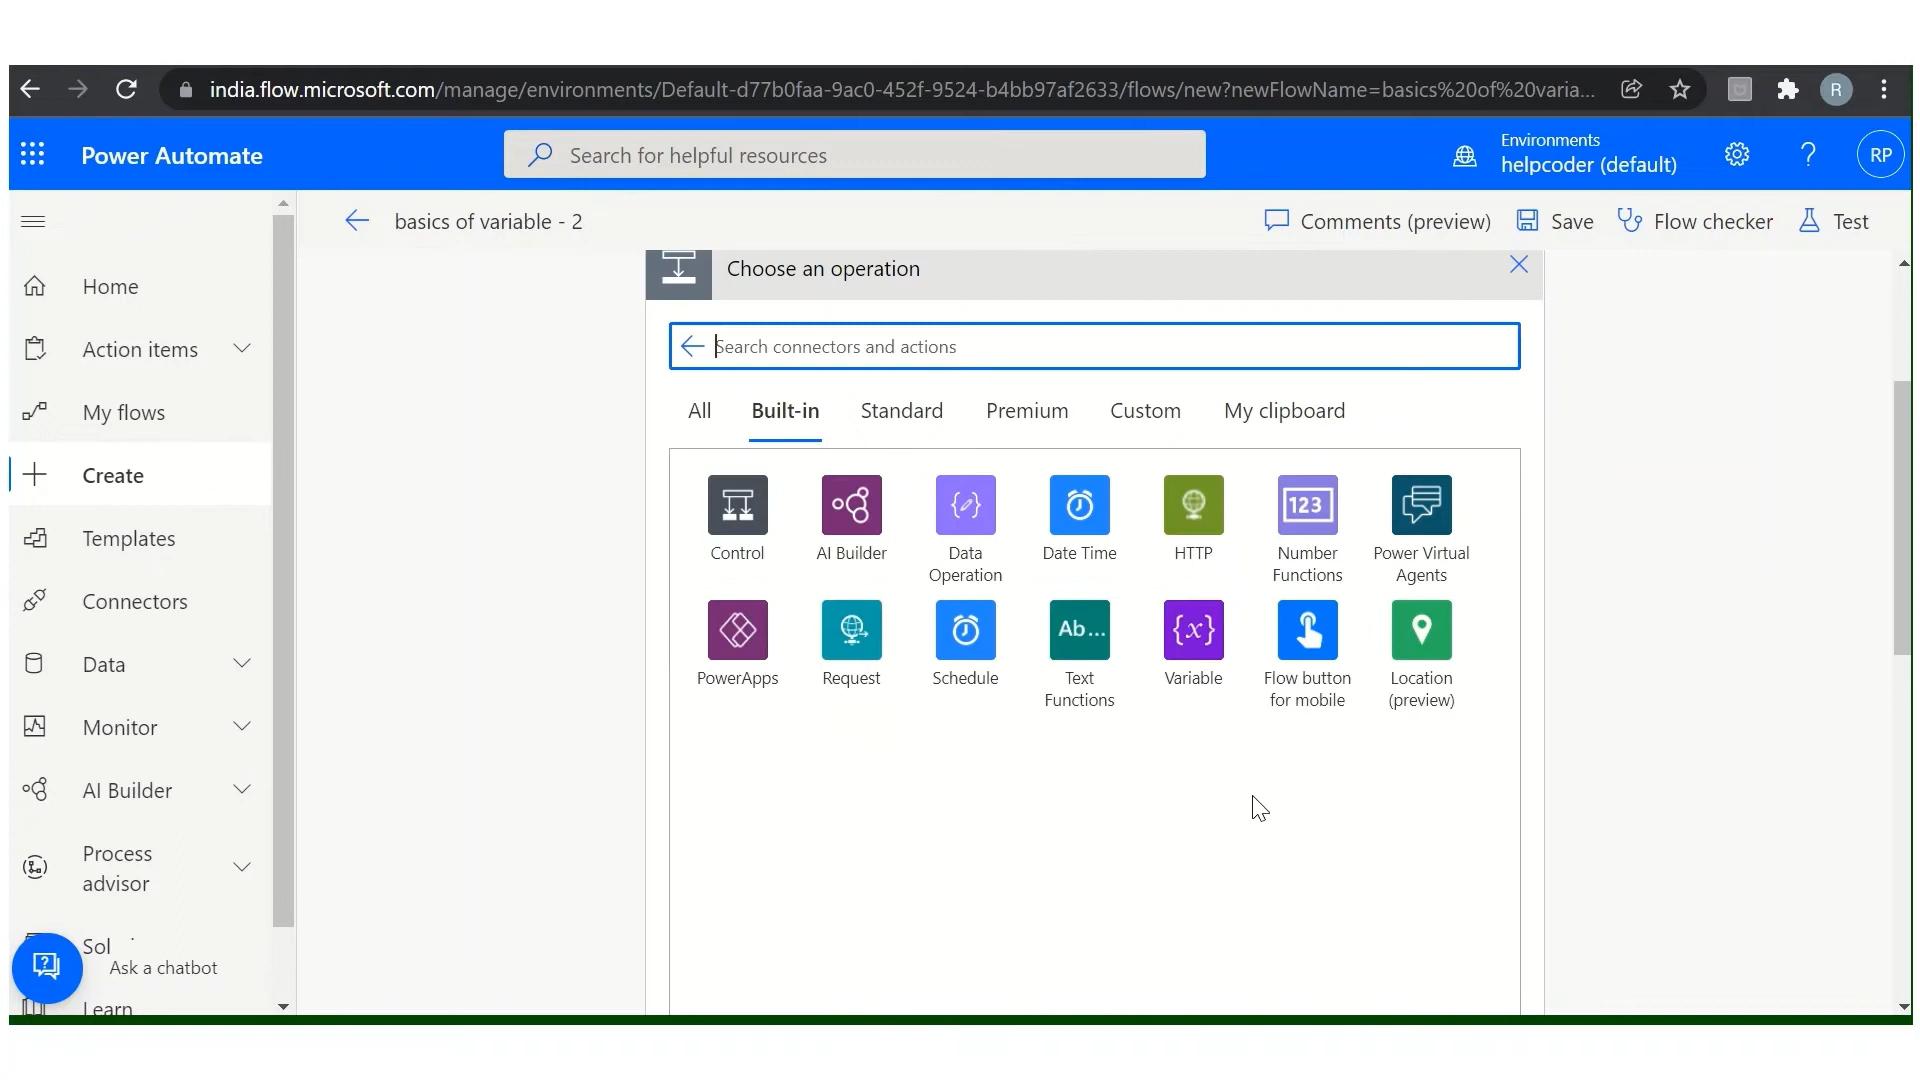 india.flow.microsoft.com/manage/environments/Default-d77b0faa-9ac0-452f-9524-b4bb97af2633/flows/new?newFlowName=basics%20of%20varia...
R
Power Automate
Search for helpful resources
Environments
helpcoder (default)
?
RP
basics of variable - 2
Comments (preview)
Save
Flow checker
Test
Home
Action items
My flows
Create
Templates
Connectors
Data
Monitor
AI Builder
Process
advisor
Sol
Ask a chatbot
Learn
Choose an operation
Search connectors and actions
All
Built-in
Standard
Premium
Custom
My clipboard
Control
AI Builder
Data
Operation
Date Time
HTTP
123
Number
Functions
Power Virtual
Agents
PowerApps
Request
Schedule
Ab...
Text
Functions
{x}
Variable
Flow button
for mobile
Location
(preview)